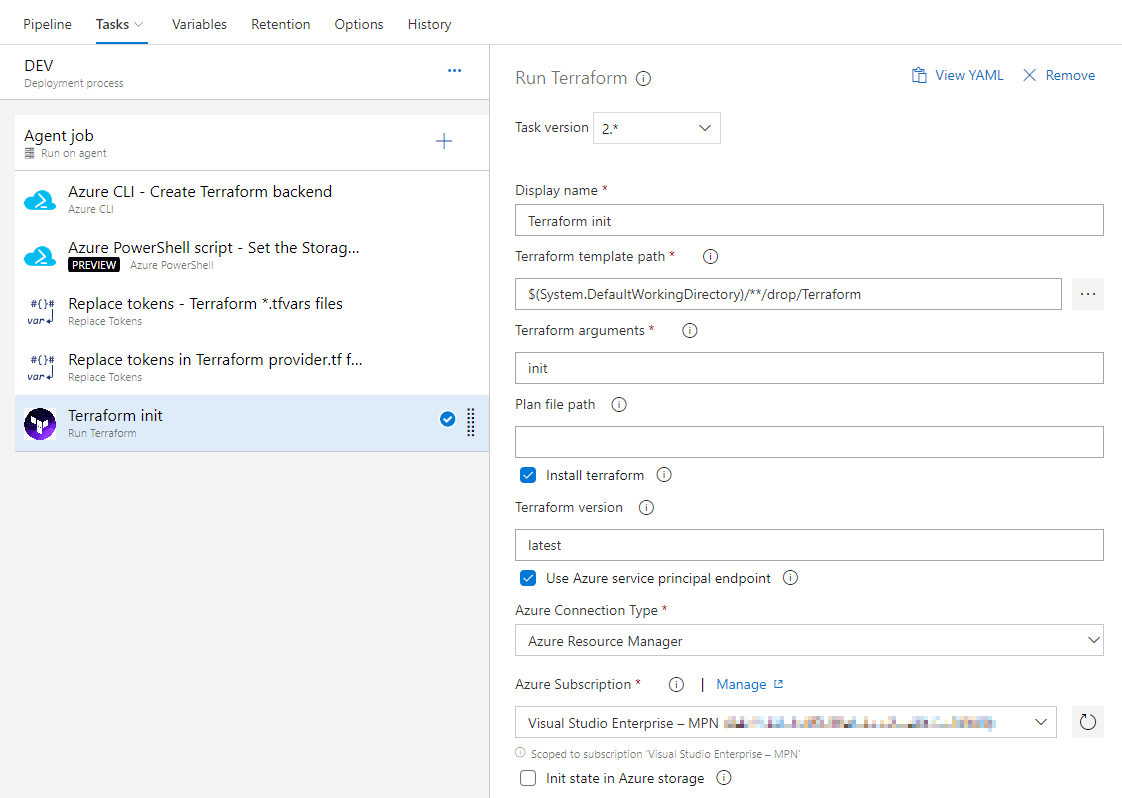 Pipeline Tasks Variables Retention Options History
DEV
Deployment process
Agent job
Run on agent
Azure CLI - Create Terraform backend
Azure CLI
Azure PowerShell script - Set the Storag...
PREVIEW Azure PowerShell
#{}#
var
Replace tokens - Terraform *.tfvars files
Replace Tokens
#{}#
var
Replace tokens in Terraform provider.tf f...
Replace Tokens
Terraform init
Run Terraform
Run Terraform
View YAML Remove
Task version 2.*
Display name *
Terraform init
Terraform template path *
$(System.DefaultWorkingDirectory)/**/drop/Terraform
Terraform arguments *
init
Plan file path
Install terraform
Terraform version
latest
Use Azure service principal endpoint
Azure Connection Type *
Azure Resource Manager
Azure Subscription * | Manage
Visual Studio Enterprise – MPN
Scoped to subscription 'Visual Studio Enterprise – MPN'
Init state in Azure storage